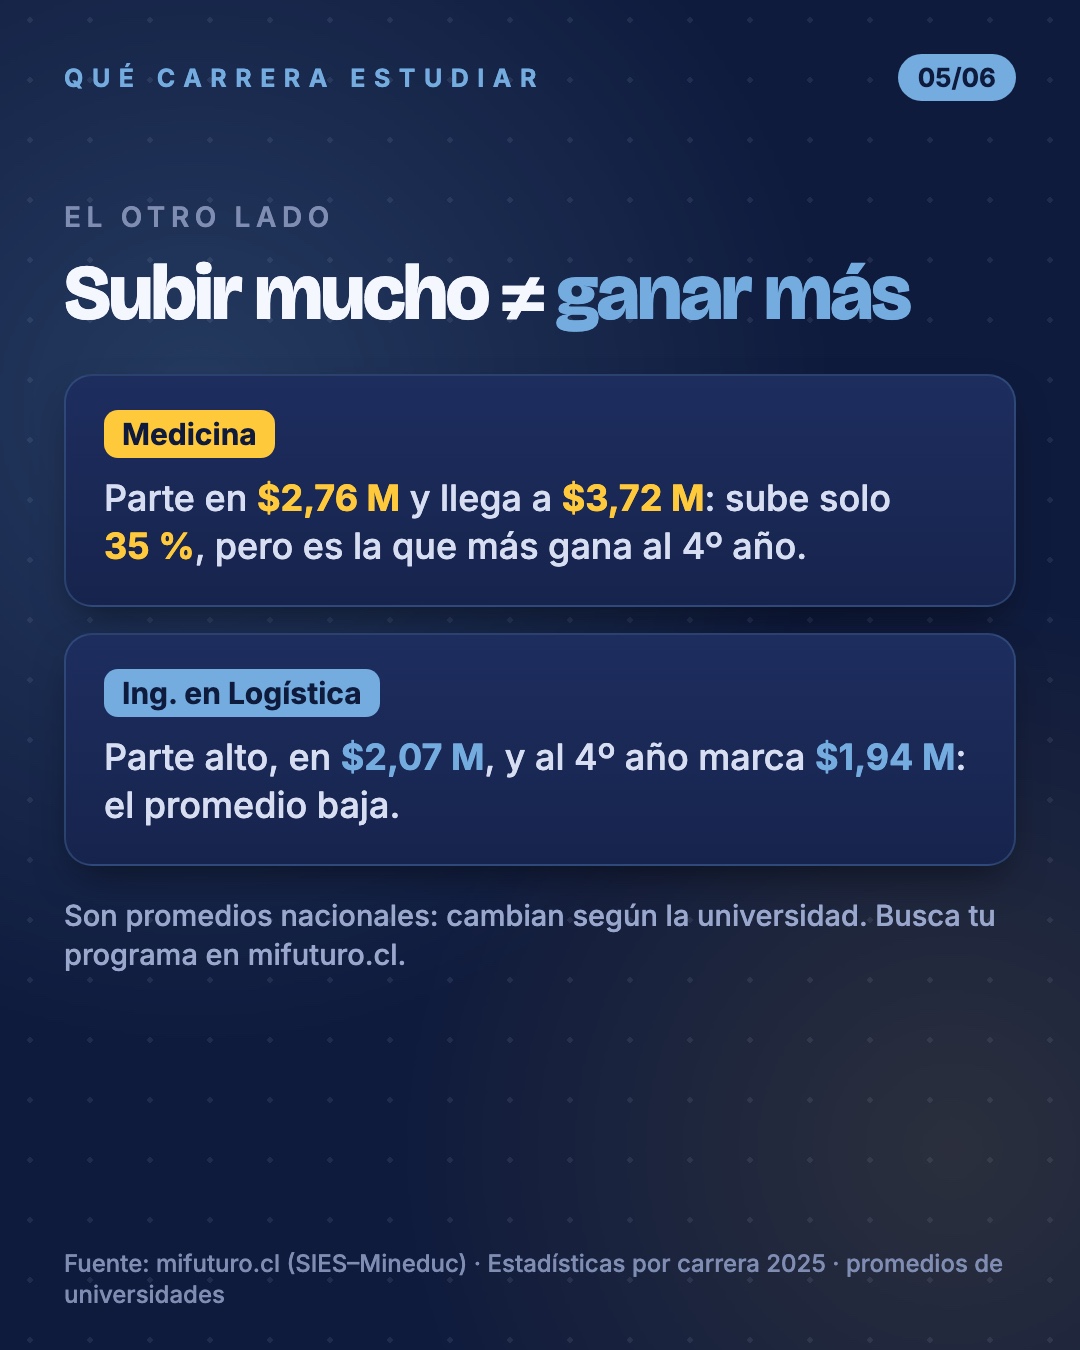 QUÉ CARRERA ESTUDIAR
05/06
EL OTRO LADO
Subir mucho ≠ ganar más
Medicina
Parte en $2,76 M y llega a $3,72 M: sube solo
35 %, pero es la que más gana al 4º año.
Ing. en Logística
Parte alto, en $2,07 M, y al 4º año marca $1,94 M:
el promedio baja.
Son promedios nacionales: cambian según la universidad. Busca tu
programa en mifuturo.cl.
Fuente: mifuturo.cl (SIES–Mineduc) · Estadísticas por carrera 2025 · promedios de
universidades